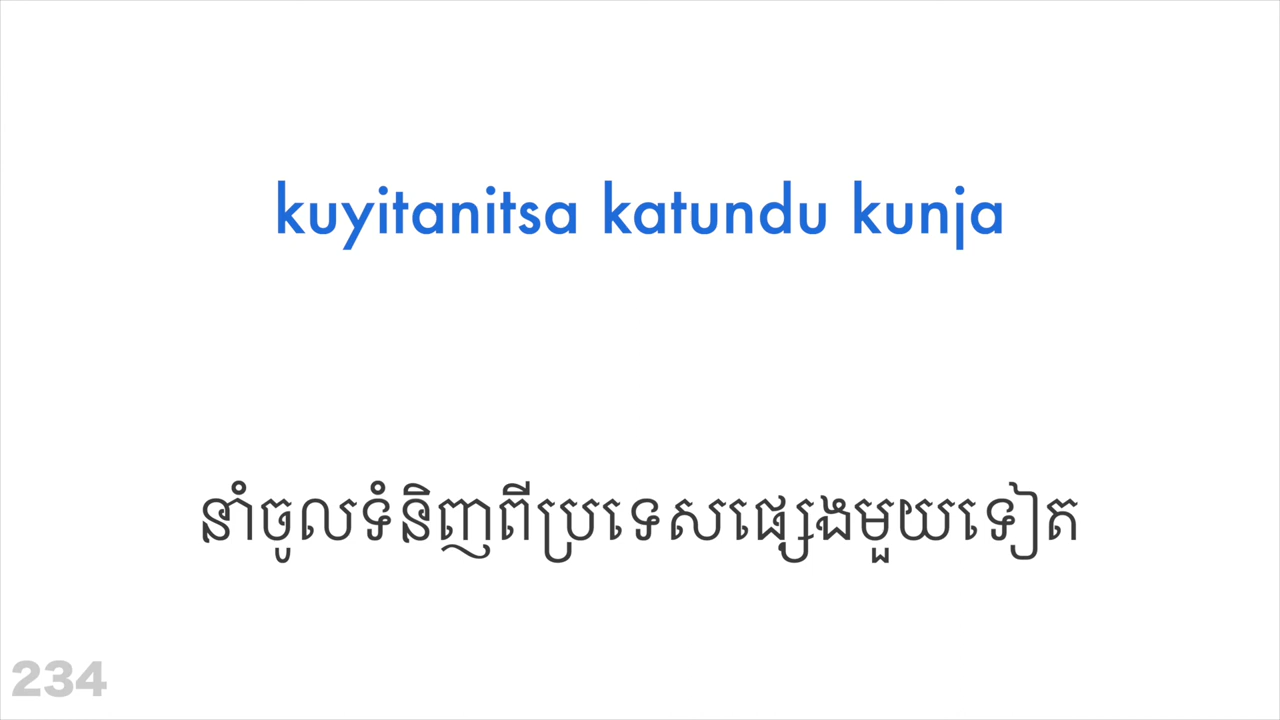 kuyitanitsa katundu kunja
នាំចូលទំនិញពីប្រទេសផ្សេងមួយទៀត
234